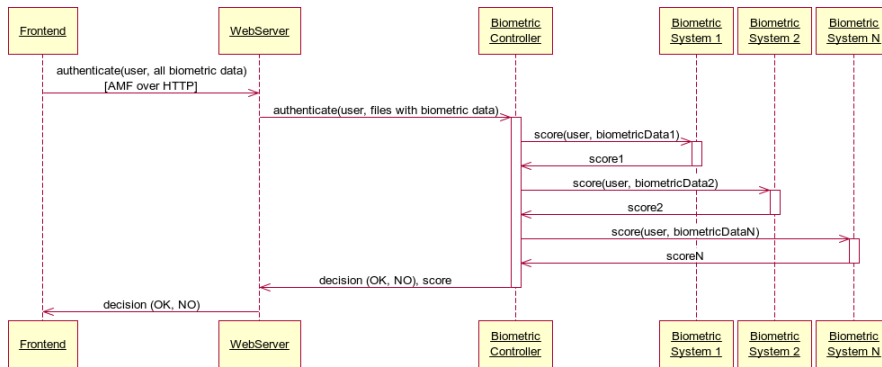 Frontend
WebServer
Biometric
Controller
Biometric
System 1
Biometric
System 2
Biometric
System N
authenticate(user, all biometric data)
[AMF over HTTP]
authenticate(user, files with biometric data)
score(user, biometricData1)
score1
score(user, biometricData2)
score2
score(user, biometricDataN)
scoreN
decision (OK, NO), score
decision (OK, NO)
Frontend
WebServer
Biometric
Controller
Biometric
System 1
Biometric
System 2
Biometric
System N